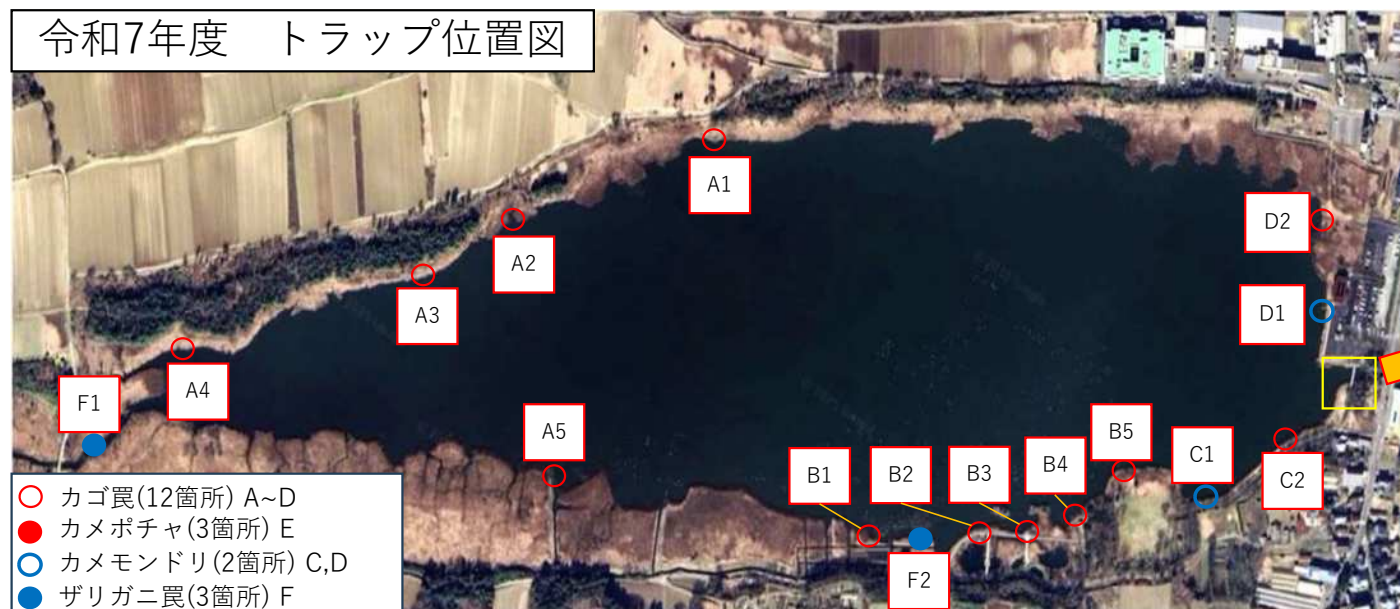 令和7年度　トラップ位置図
A1
D2
A2
D1
A3
A4
F1
A5
B5
C1
B4
B3
B2
B1
C2
F2
カゴ罠(12箇所) A~D
カメポチャ(3箇所) E
カメモンドリ(2箇所) C,D
ザリガニ罠(3箇所) F